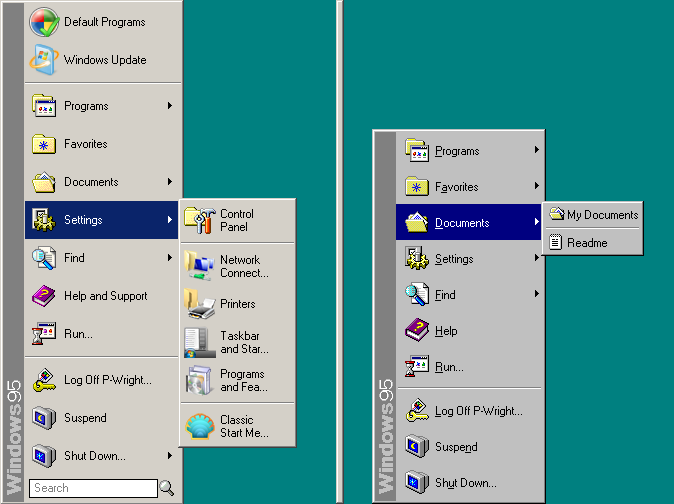 Default Programs
Windows Update
Programs
Favorites
Documents
Settings
Find
Help and Support
Run...
Log Off P-Wright...
Suspend
Shut Down...
Search
Windows95
Control
Panel
Network
Connect...
Printers
Taskbar
and Star...
Programs
and Fea...
Classic
Start Me...
Programs
Favorites
Documents
Settings
Find
Help
Run...
Log Off P-Wright...
Suspend
Shut Down...
Windows95
My Documents
Readme